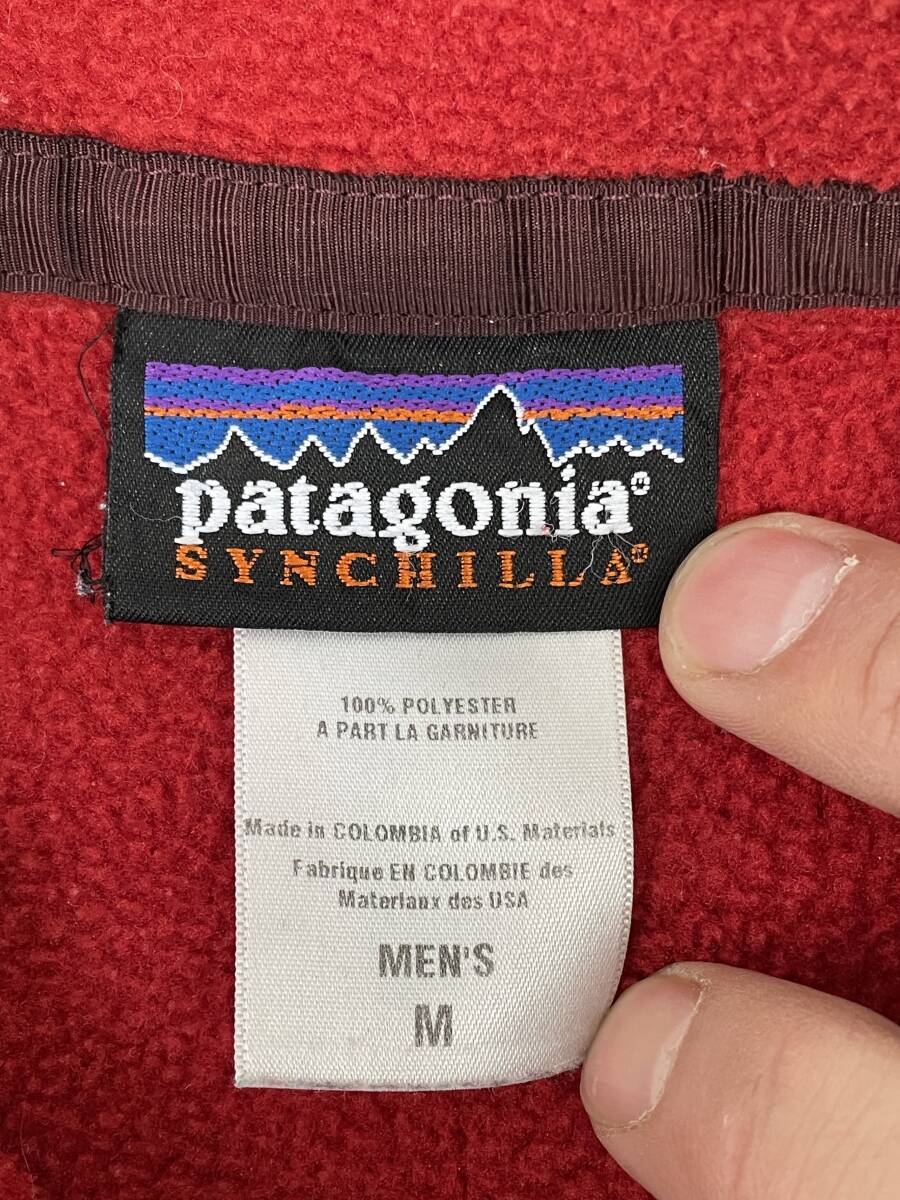 patagonia®
SYNCHILLA®
100% POLYESTER
A PART LA GARNITURE
Made in COLOMBIA of U.S. Materials
Fabrique EN COLOMBIE des
Materiaux des USA
MEN'S
M